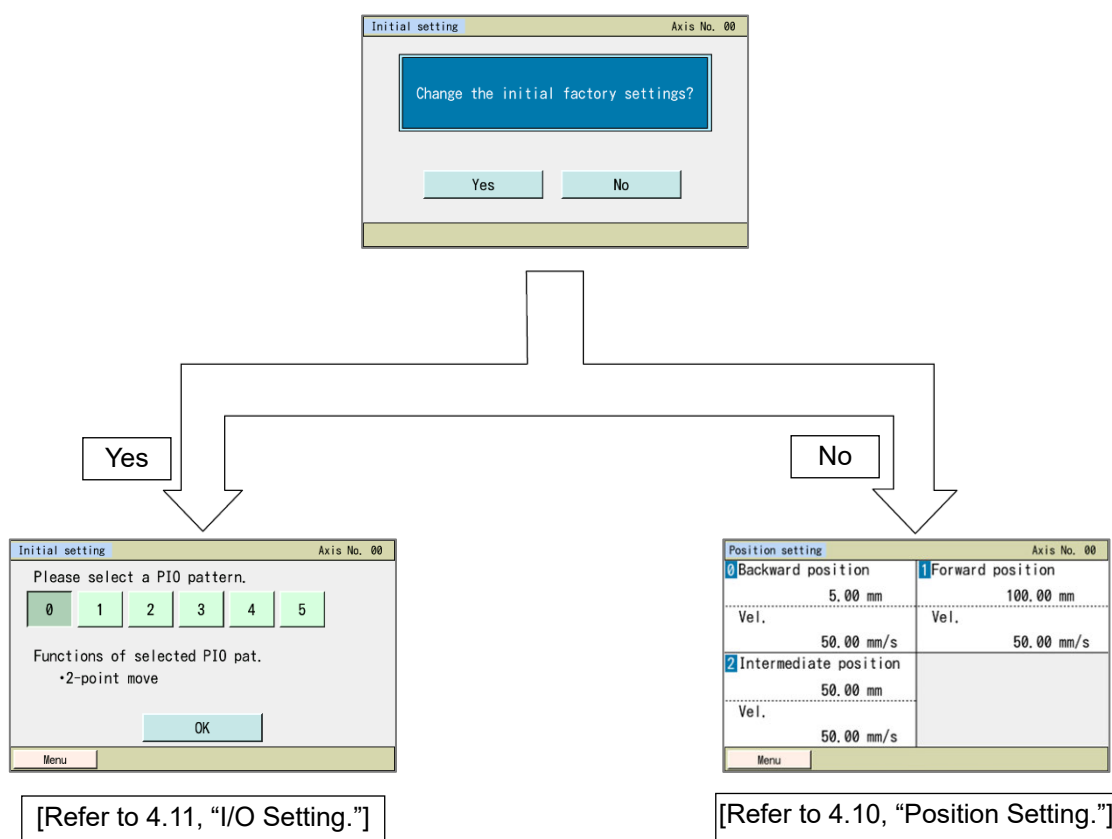 Initial setting Axis No. 00
Change the initial factory settings?
Yes No
Yes
No
Initial setting Axis No. 00
Please select a PIO pattern.
0 1 2 3 4 5
Functions of selected PIO pat.
・2-point move
OK
Menu
[Refer to 4.11, “I/O Setting.”]
Position setting Axis No. 00
0 Backward position 1 Forward position
5.00 mm 100.00 mm
Vel. Vel.
50.00 mm/s 50.00 mm/s
2 Intermediate position
50.00 mm
Vel.
50.00 mm/s
Menu
[Refer to 4.10, “Position Setting.”]